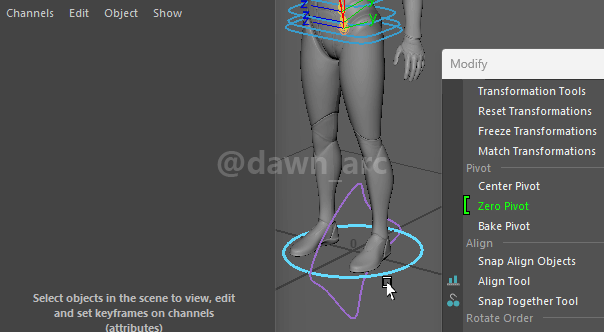 Channels Edit Object Show
Modify
Transformation Tools
Reset Transformations
Freeze Transformations
Match Transformations
Pivot
Center Pivot
Zero Pivot
Bake Pivot
Align
Snap Align Objects
Align Tool
Snap Together Tool
Rotate Order
@dawn_arc
z
z
y
0
Select objects in the scene to view, edit
and set keyframes on channels
(attributes)